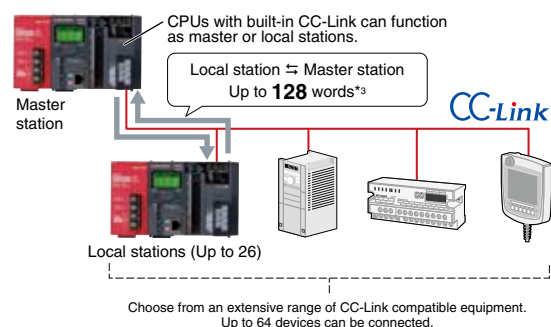 CPUs with built-in CC-Link can function
as master or local stations.
Local station ⇆ Master station
Up to 128 words*3
CC-Link
Master
station
Local stations (Up to 26)
Choose from an extensive range of CC-Link compatible equipment.
Up to 64 devices can be connected.